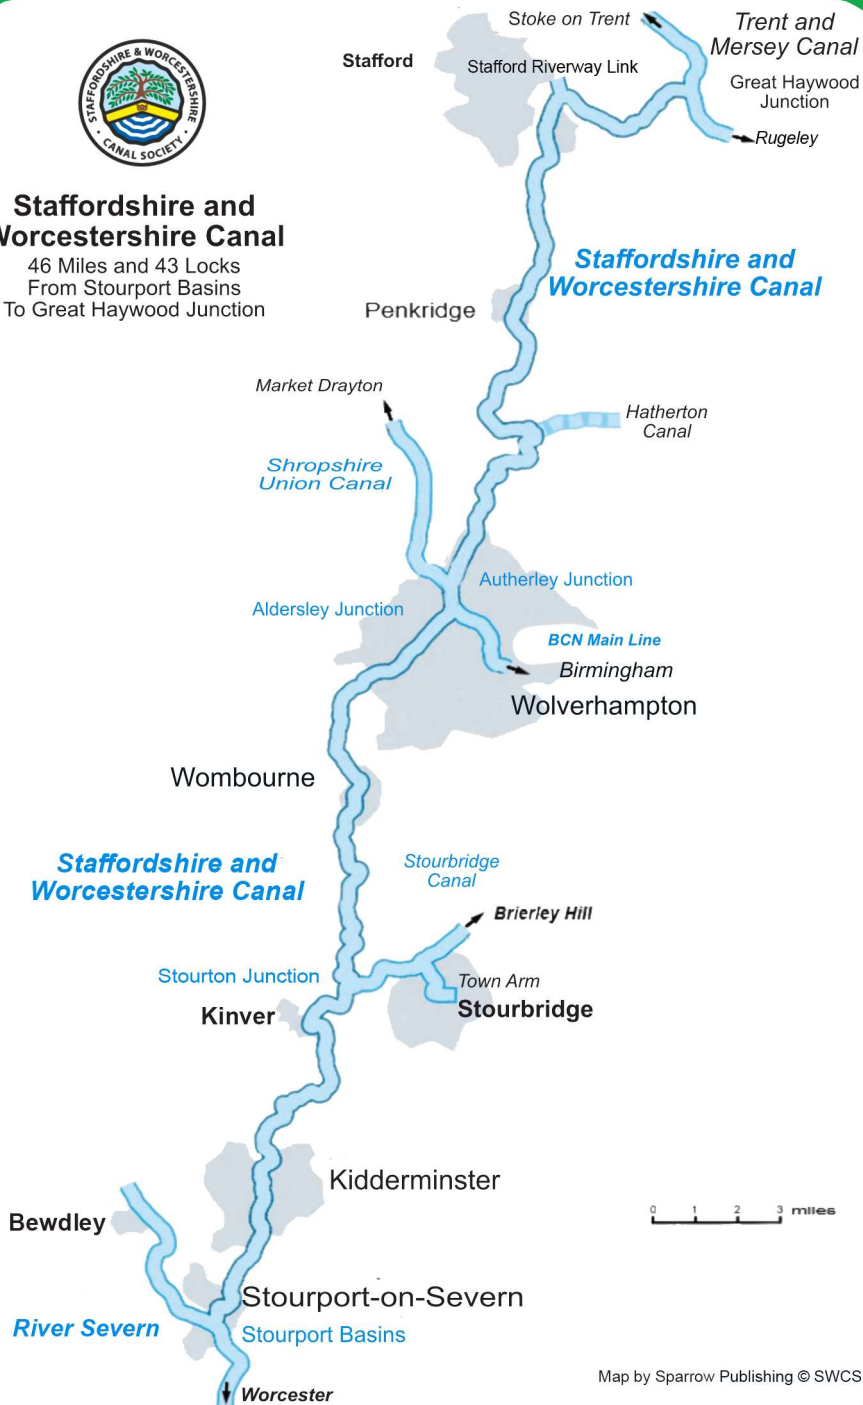 Stoke on Trent
Trent and
Mersey Canal
Stafford
Stafford Riverway Link
Great Haywood
Junction
Rugeley
STAFFORDSHIRE & WORCESTERSHIRE
• CANAL SOCIETY •
Staffordshire and
Worcestershire Canal
46 Miles and 43 Locks
From Stourport Basins
To Great Haywood Junction
Staffordshire and
Worcestershire Canal
Penkridge
Market Drayton
Hatherton
Canal
Shropshire
Union Canal
Autherley Junction
Aldersley Junction
BCN Main Line
Birmingham
Wolverhampton
Wombourne
Staffordshire and
Worcestershire Canal
Stourbridge
Canal
Brierley Hill
Stourton Junction
Town Arm
Kinver
Stourbridge
Kidderminster
Bewdley
0 1 2 3 miles
Stourport-on-Severn
River Severn
Stourport Basins
Map by Sparrow Publishing © SWCS
Worcester